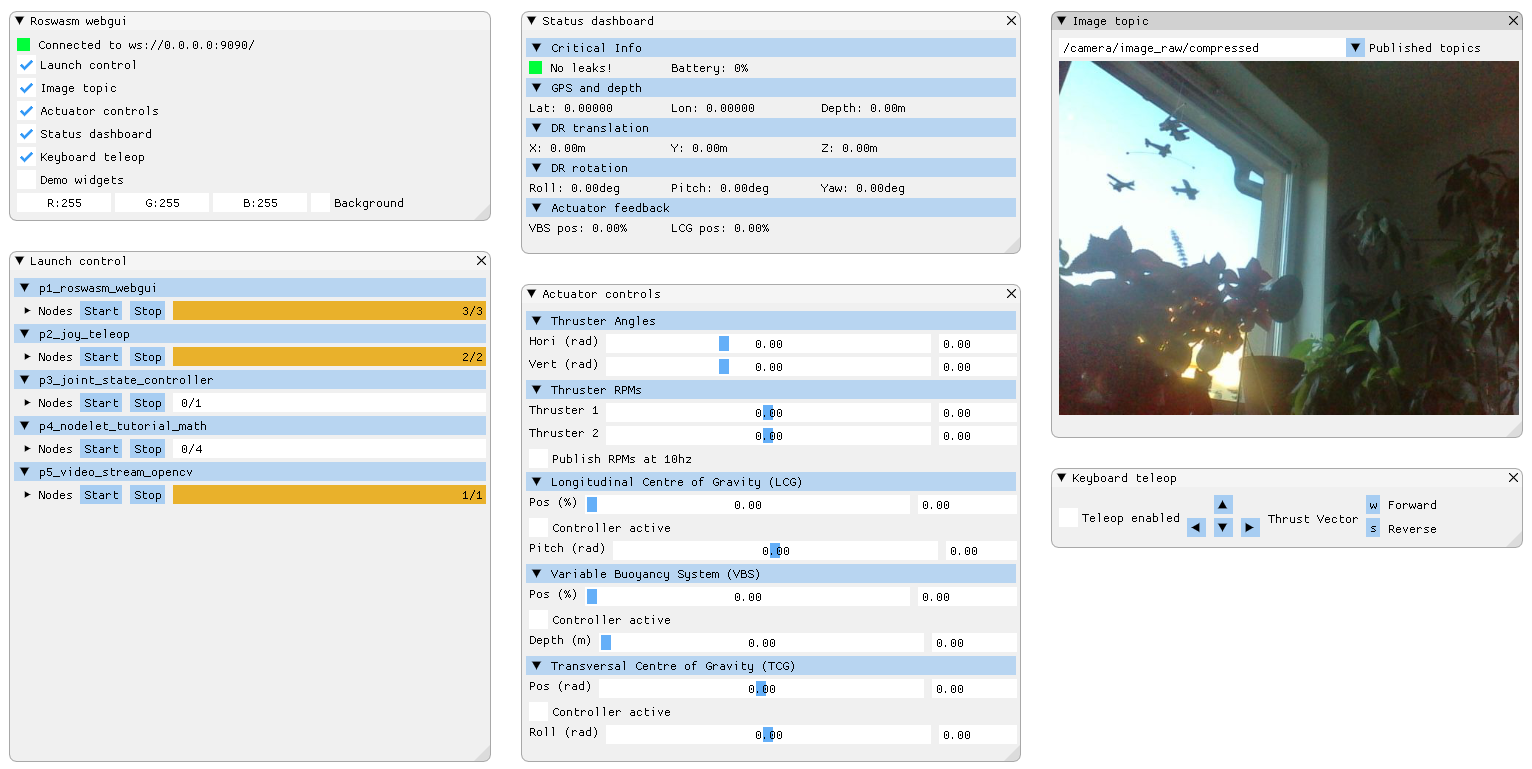 Roswasm webgui
Connected to ws://0.0.0.0:9090/
Launch control
Image topic
Actuator controls
Status dashboard
Keyboard teleop
Demo widgets
R:255 G:255 B:255 Background
Launch control
p1_roswasm_webgui
Nodes Start Stop 3/3
p2_joy_teleop
Nodes Start Stop 2/2
p3_joint_state_controller
Nodes Start Stop 0/1
p4_nodelet_tutorial_math
Nodes Start Stop 0/4
p5_video_stream_opencv
Nodes Start Stop 1/1
Status dashboard
Critical Info
No leaks! Battery: 0%
GPS and depth
Lat: 0.00000 Lon: 0.00000 Depth: 0.00m
DR translation
X: 0.00m Y: 0.00m Z: 0.00m
DR rotation
Roll: 0.00deg Pitch: 0.00deg Yaw: 0.00deg
Actuator feedback
VBS pos: 0.00% LCG pos: 0.00%
Actuator controls
Thruster Angles
Hori (rad) 0.00 0.00
Vert (rad) 0.00 0.00
Thruster RPMs
Thruster 1 0.00 0.00
Thruster 2 0.00 0.00
Publish RPMs at 10hz
Longitudinal Centre of Gravity (LCG)
Pos (%) 0.00 0.00
Controller active
Pitch (rad) 0.00 0.00
Variable Buoyancy System (VBS)
Pos (%) 0.00 0.00
Controller active
Depth (m) 0.00 0.00
Transversal Centre of Gravity (TCG)
Pos (rad) 0.00 0.00
Controller active
Roll (rad) 0.00 0.00
Image topic
/camera/image_raw/compressed Published topics
Keyboard teleop
Teleop enabled Thrust Vector w Forward
s Reverse